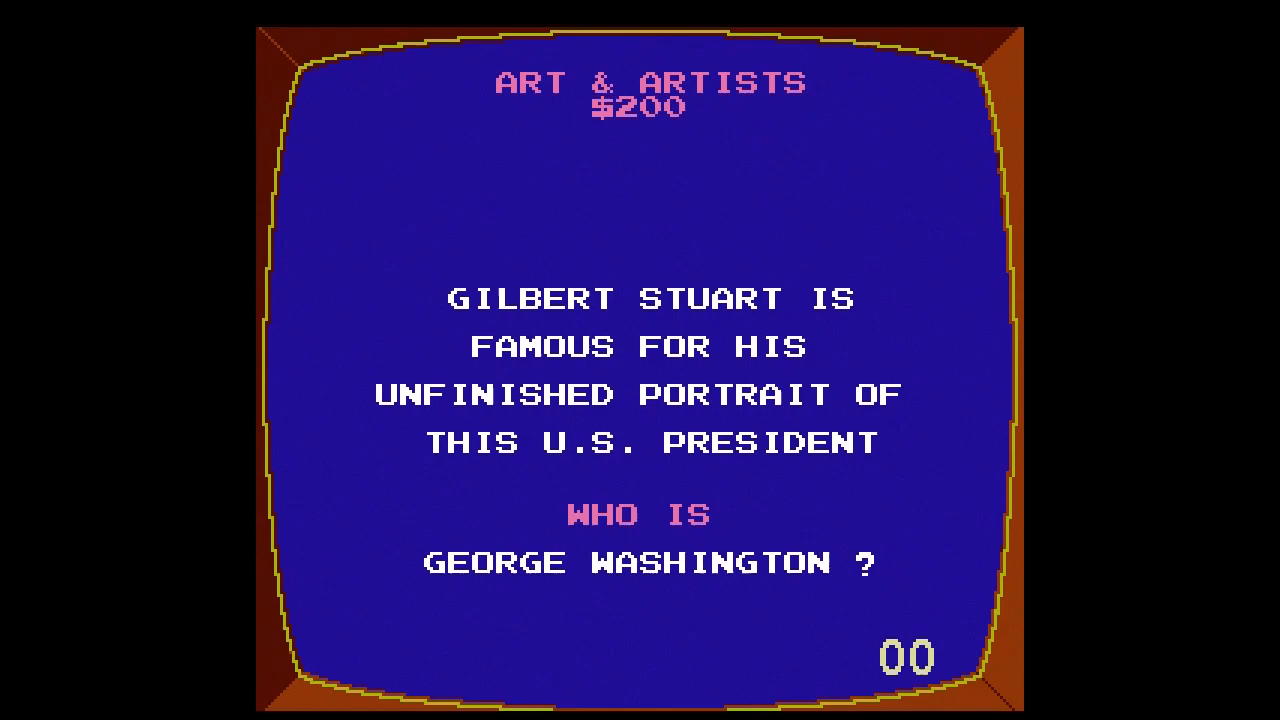 ART & ARTISTS
$200
GILBERT STUART IS
FAMOUS FOR HIS
UNFINISHED PORTRAIT OF
THIS U.S. PRESIDENT
WHO IS
GEORGE WASHINGTON ?
00